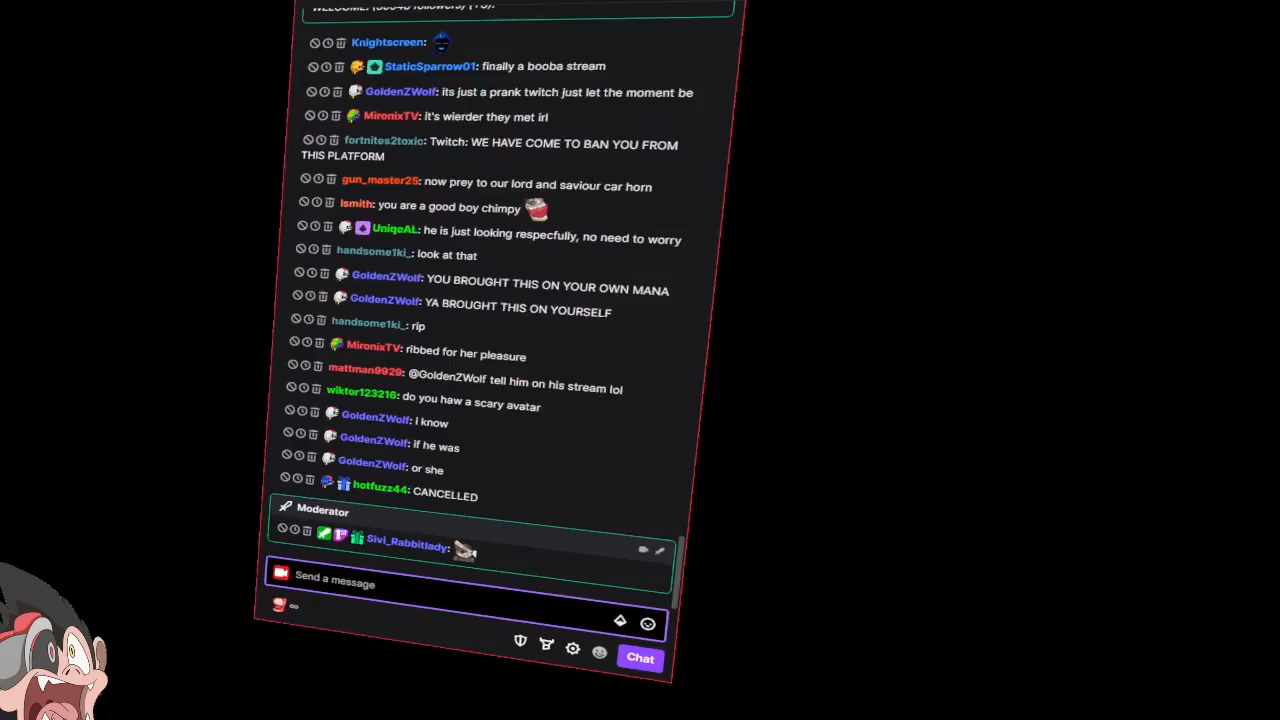 WELCOME!
Knightscreen:
StaticSparrow01: finally a booba stream
GoldenZWolf: its just a prank twitch just let the moment be
MironixTV: it's wierder they met irl
fortnites2toxic: Twitch: WE HAVE COME TO BAN YOU FROM
THIS PLATFORM
gun_master25: now prey to our lord and saviour car horn
lsmith: you are a good boy chimpy
UniqeAL: he is just looking respecfully, no need to worry
handsome1ki_: look at that
GoldenZWolf: YOU BROUGHT THIS ON YOUR OWN MANA
GoldenZWolf: YA BROUGHT THIS ON YOURSELF
handsome1ki_: rip
MironixTV: ribbed for her pleasure
mattman9929: @GoldenZWolf tell him on his stream lol
wiktor123216: do you haw a scary avatar
GoldenZWolf: i know
GoldenZWolf: if he was
GoldenZWolf: or she
hotfuzz44: CANCELLED
Moderator
Sivi_Rabbitlady:
Send a message
∞
Chat